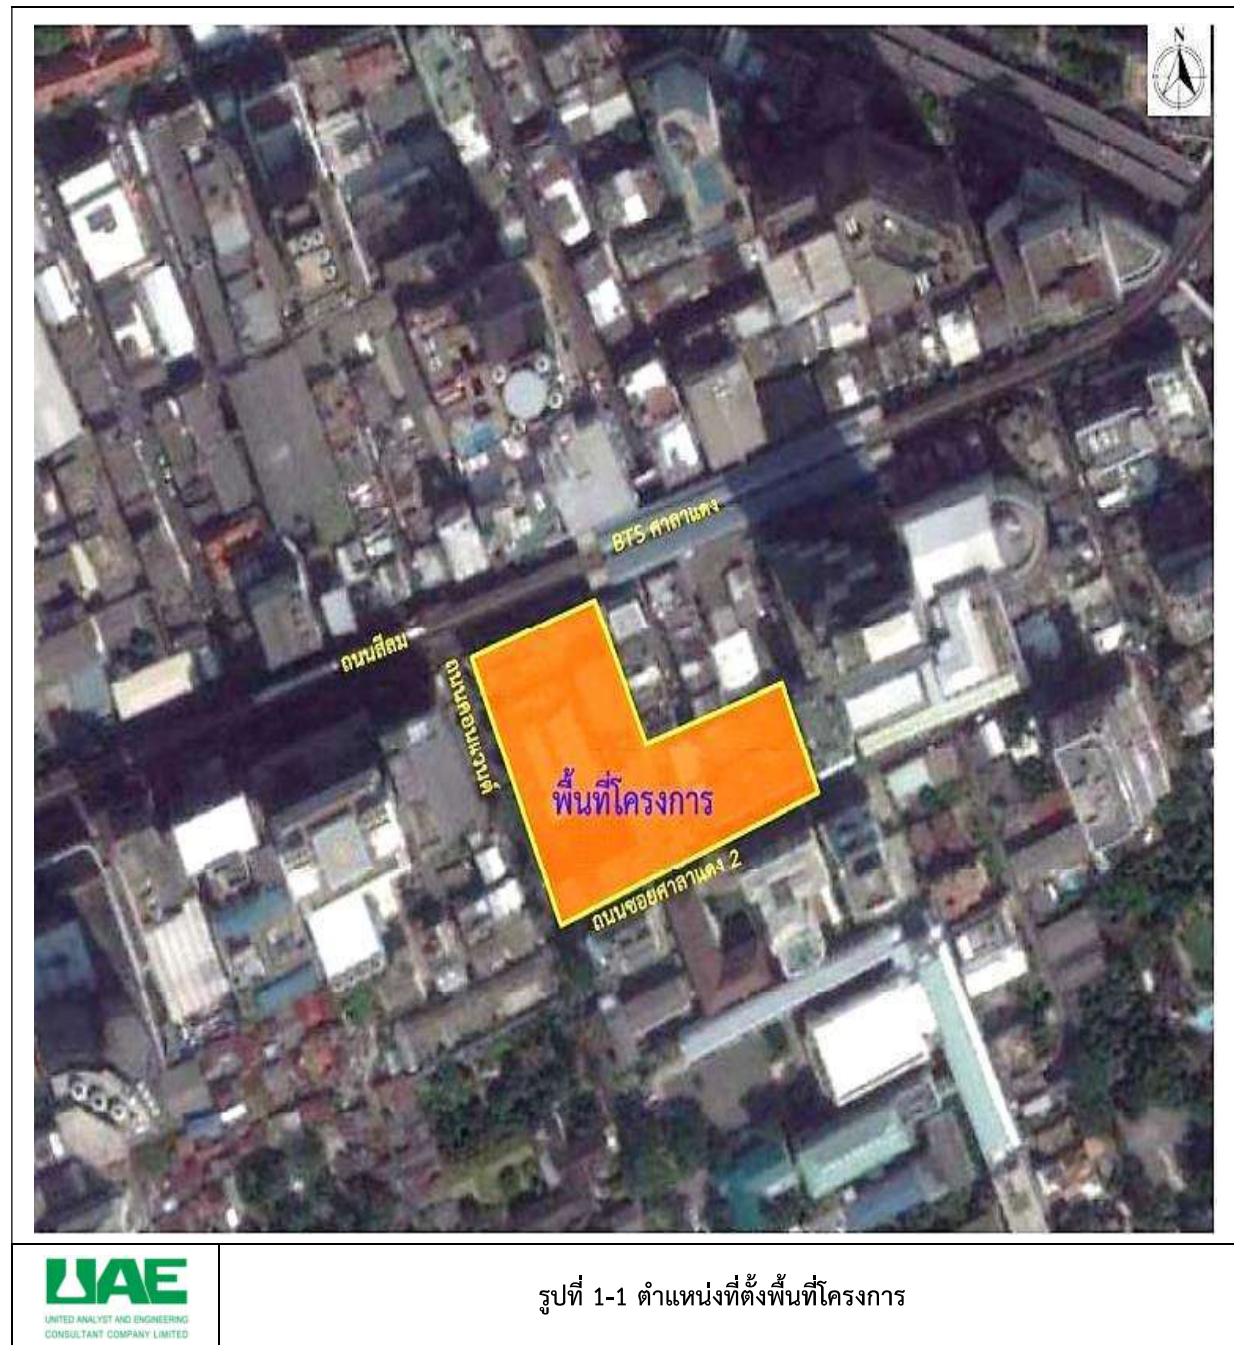 N
BTS ศาลาแดง
ถนนสีลม
ถนนคอนแวนต์
พื้นที่โครงการ
ถนนซอยศาลาแดง 2
UAE
UNITED ANALYST AND ENGINEERING
CONSULTANT COMPANY LIMITED
รูปที่ 1-1 ตำแหน่งที่ตั้งพื้นที่โครงการ